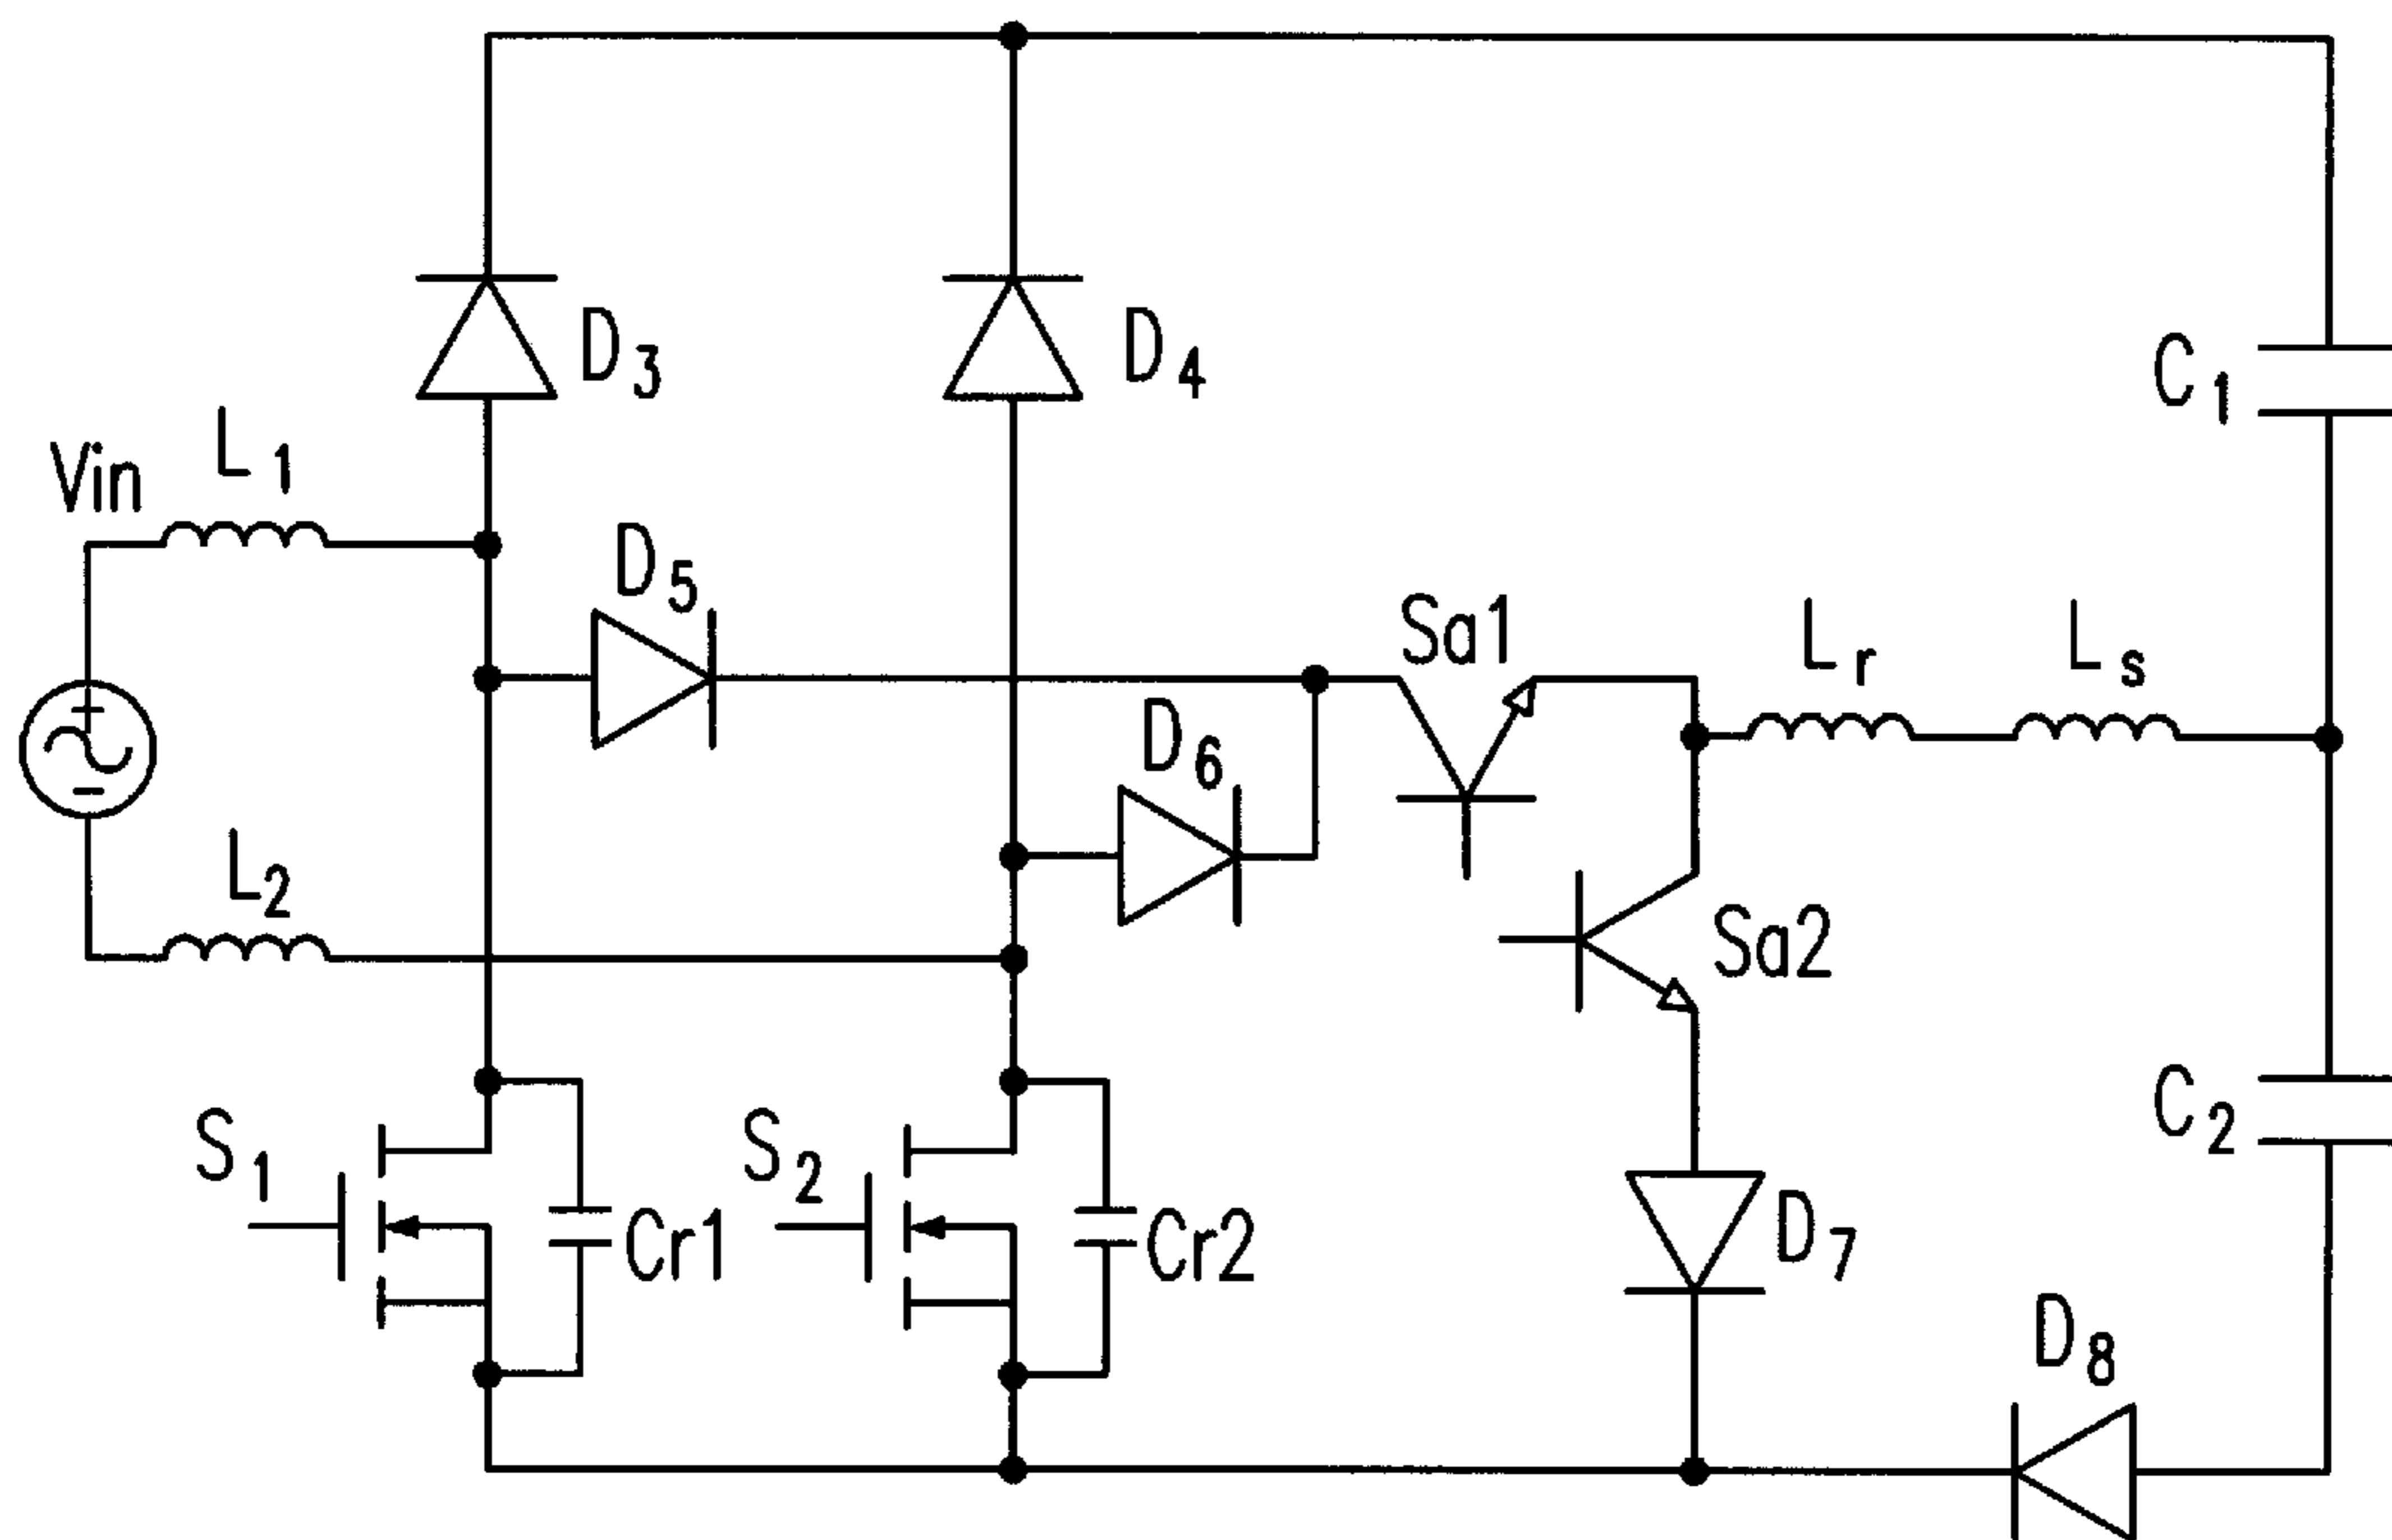 D3
D4
C1
L1
Vin
D5
Sa1
Lr
Ls
D6
+
-
L2
Sa2
C2
S1
S2
Cr1
Cr2
D7
D8